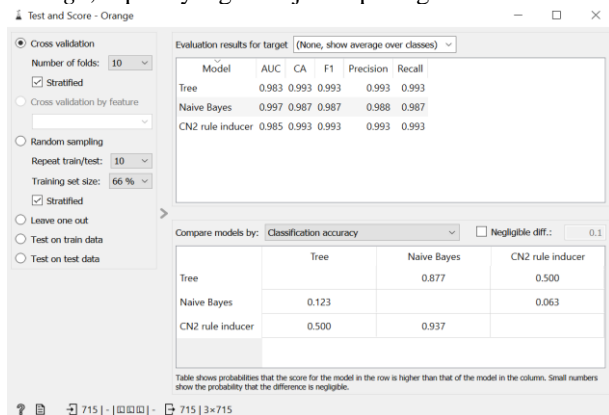 Test and Score - Orange
Cross validation
Number of folds: 10
Stratified
Cross validation by feature
Random sampling
Repeat train/test: 10
Training set size: 66 %
Stratified
Leave one out
Test on train data
Test on test data
Evaluation results for target (None, show average over classes)
Model AUC CA F1 Precision Recall
Tree 0.983 0.993 0.993 0.993 0.993
Naive Bayes 0.997 0.987 0.987 0.988 0.987
CN2 rule inducer 0.985 0.993 0.993 0.993 0.993
Compare models by: Classification accuracy Negligible diff.: 0.1
Tree Naive Bayes CN2 rule inducer
Tree 0.877 0.500
Naive Bayes 0.123 0.063
CN2 rule inducer 0.500 0.937
Table shows probabilities that the score for the model in the row is higher than that of the model in the column. Small numbers
show the probability that the difference is negligible.
? 715 | - | - 715 | 3×715